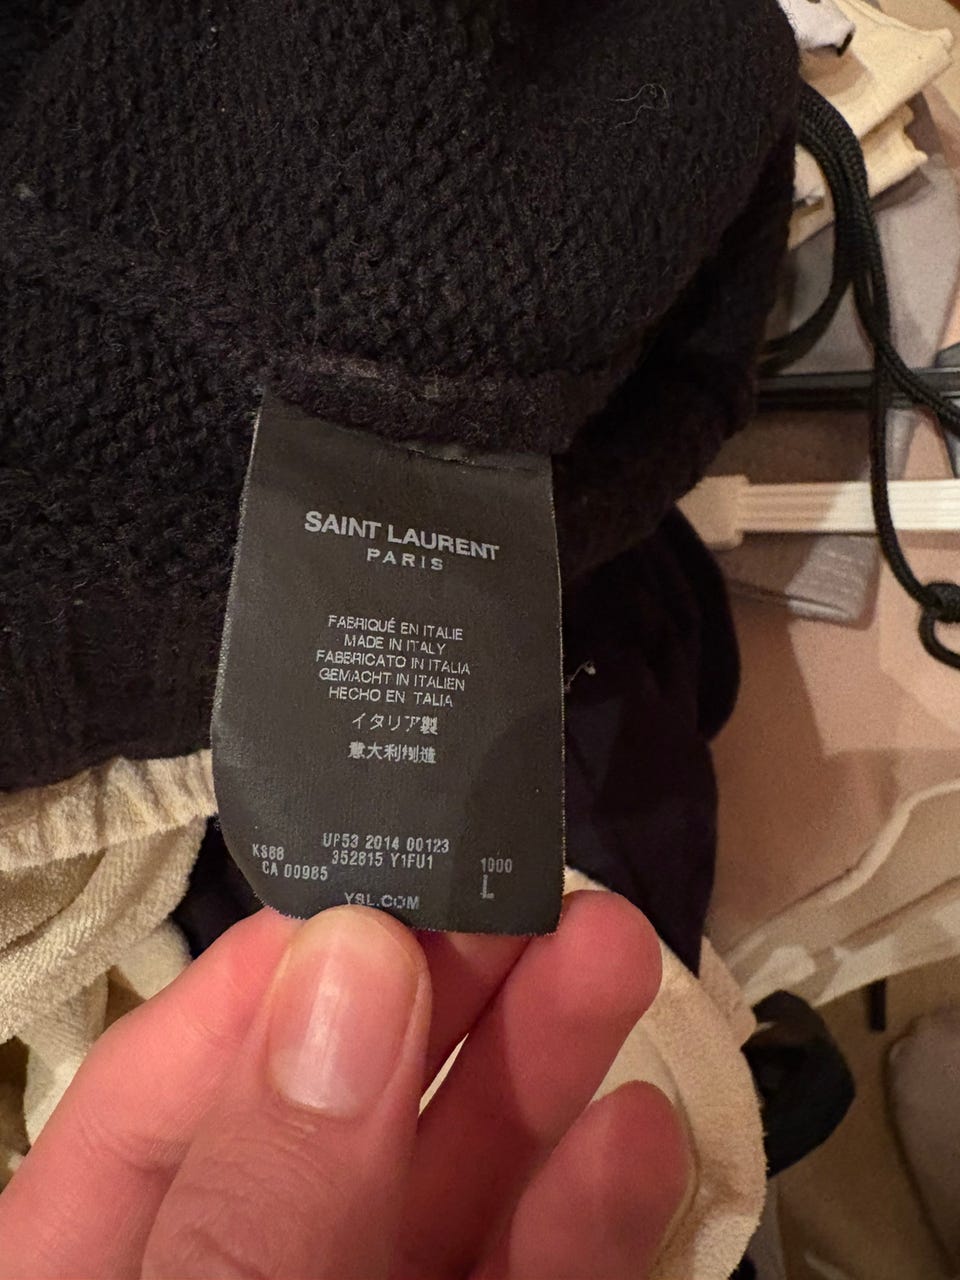 SAINT LAURENT
PARIS
FABRIQUÉ EN ITALIE
MADE IN ITALY
FABBRICATO IN ITALIA
GEMACHT IN ITALIEN
HECHO EN TALIA
イタリア製
意大利制造
UP53 2014 00123
KS88 352815 Y1FU1 1000
CA 00985 L
YSL.COM